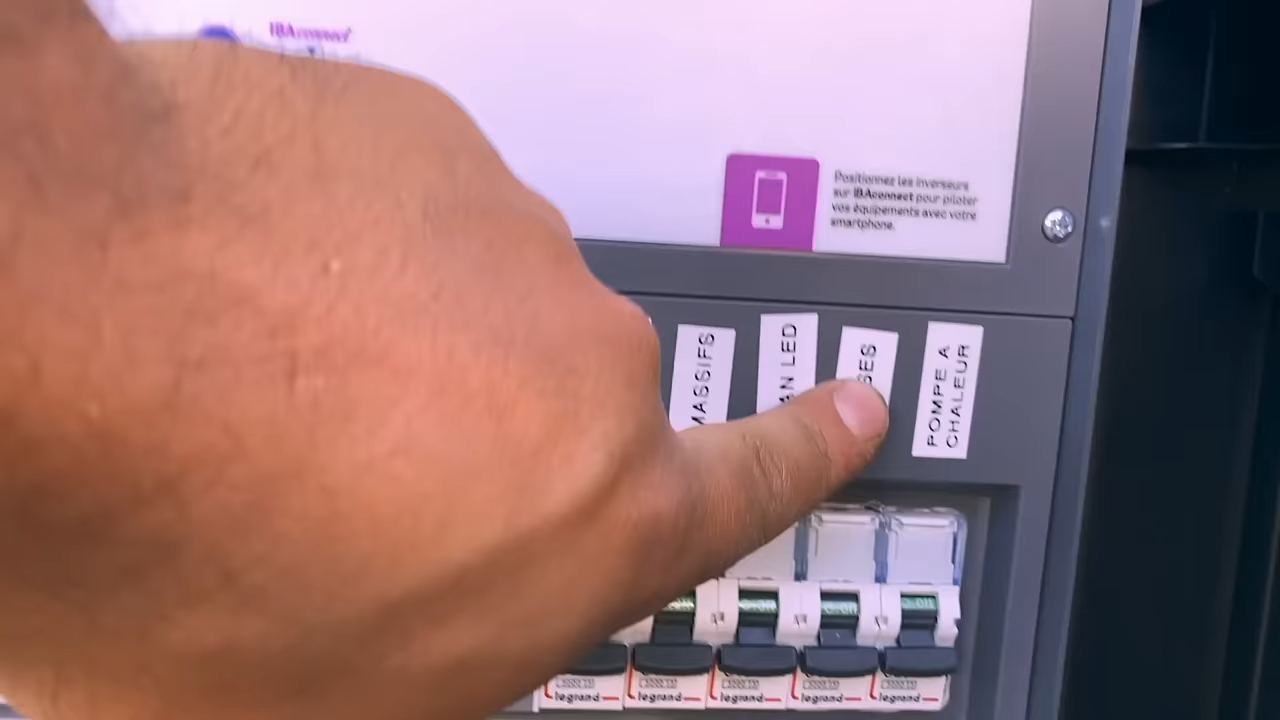 IBAconnect
Positionnez les inverseurs
sur IBAconnect pour piloter
vos équipements avec votre
smartphone.
MASSIFS
LED
POMPE A
CHALEUR
legrand
legrand
legrand
legrand
legrand